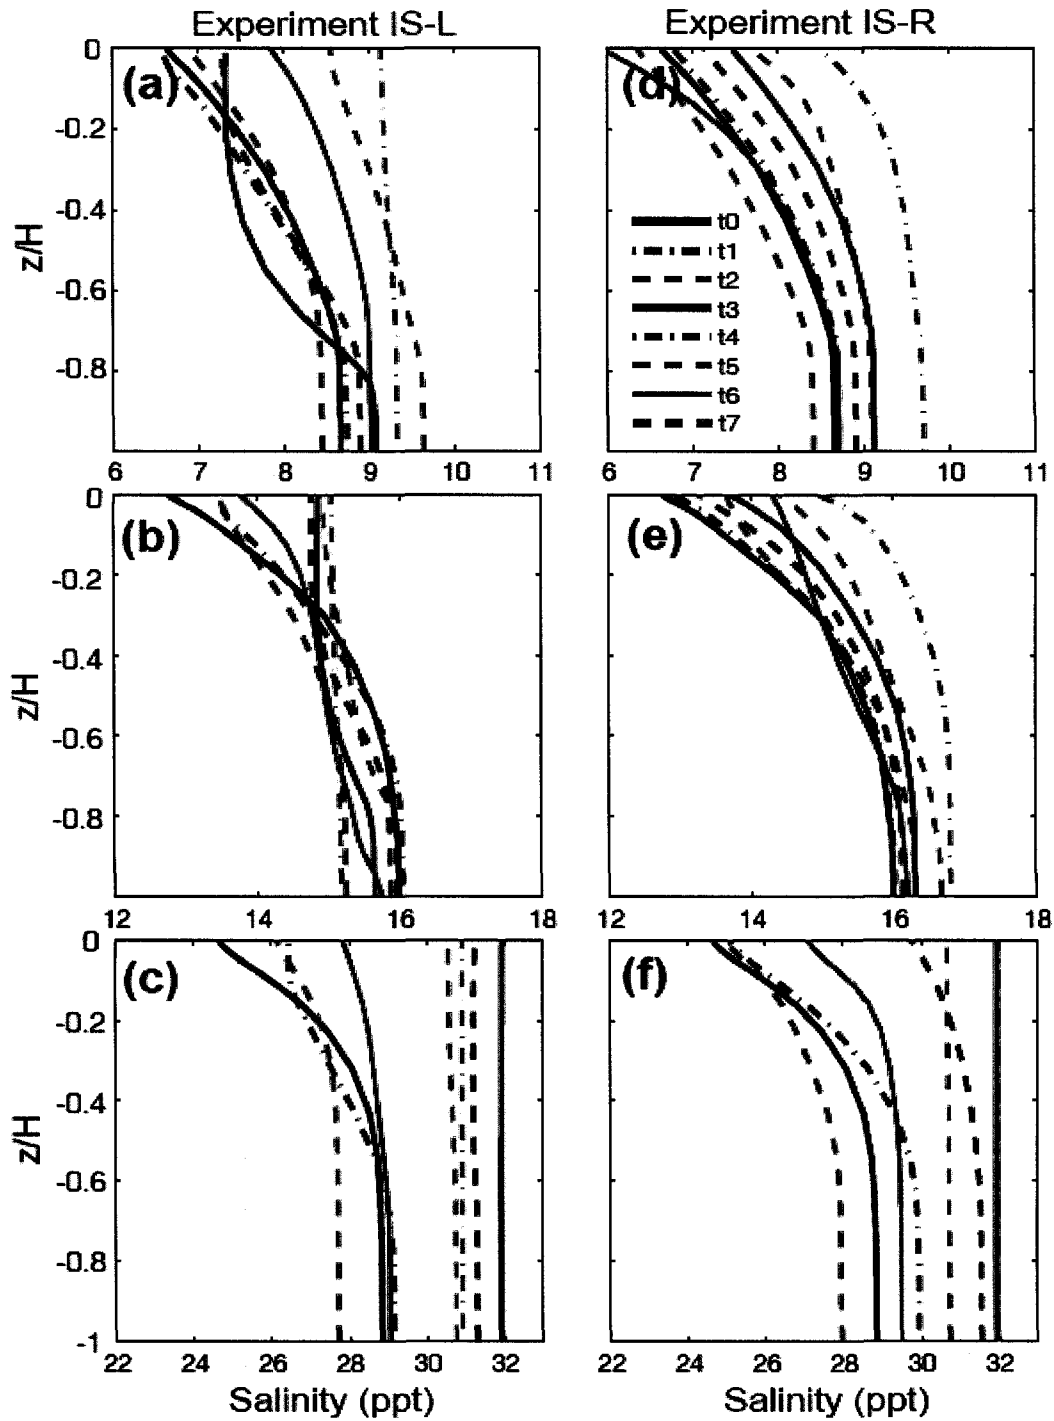 Experiment IS-L
Experiment IS-R
0
-0.2
-0.4
-0.6
-0.8
z/H
(a)
6 7 8 9 10 11
(d)
t0
t1
t2
t3
t4
t5
t6
t7
6 7 8 9 10 11
0
-0.2
-0.4
-0.6
-0.8
z/H
(b)
12 14 16 18
(e)
12 14 16 18
0
-0.2
-0.4
-0.6
-0.8
-1
z/H
(c)
22 24 26 28 30 32
Salinity (ppt)
(f)
22 24 26 28 30 32
Salinity (ppt)